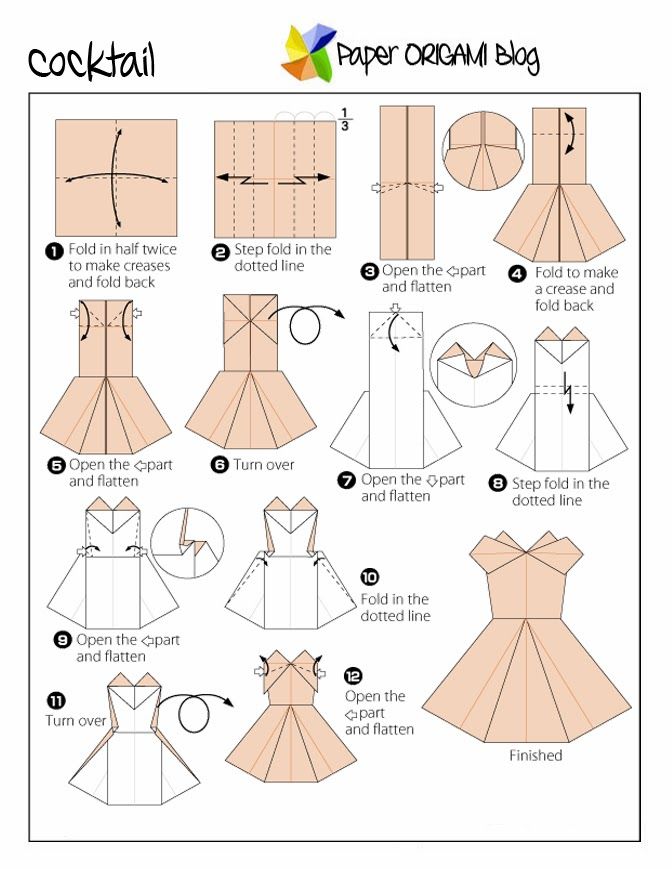 cocktail
Paper ORIGAMI Blog
1
3
1 Fold in half twice
to make creases
and fold back
2 Step fold in the
dotted line
3 Open the ⇦part
and flatten
4 Fold to make
a crease and
fold back
5 Open the ⇦part
and flatten
6 Turn over
7 Open the ⇩part
and flatten
8 Step fold in the
dotted line
9 Open the ⇦part
and flatten
10
Fold in the
dotted line
11
Turn over
12
Open the
⇦part
and flatten
Finished